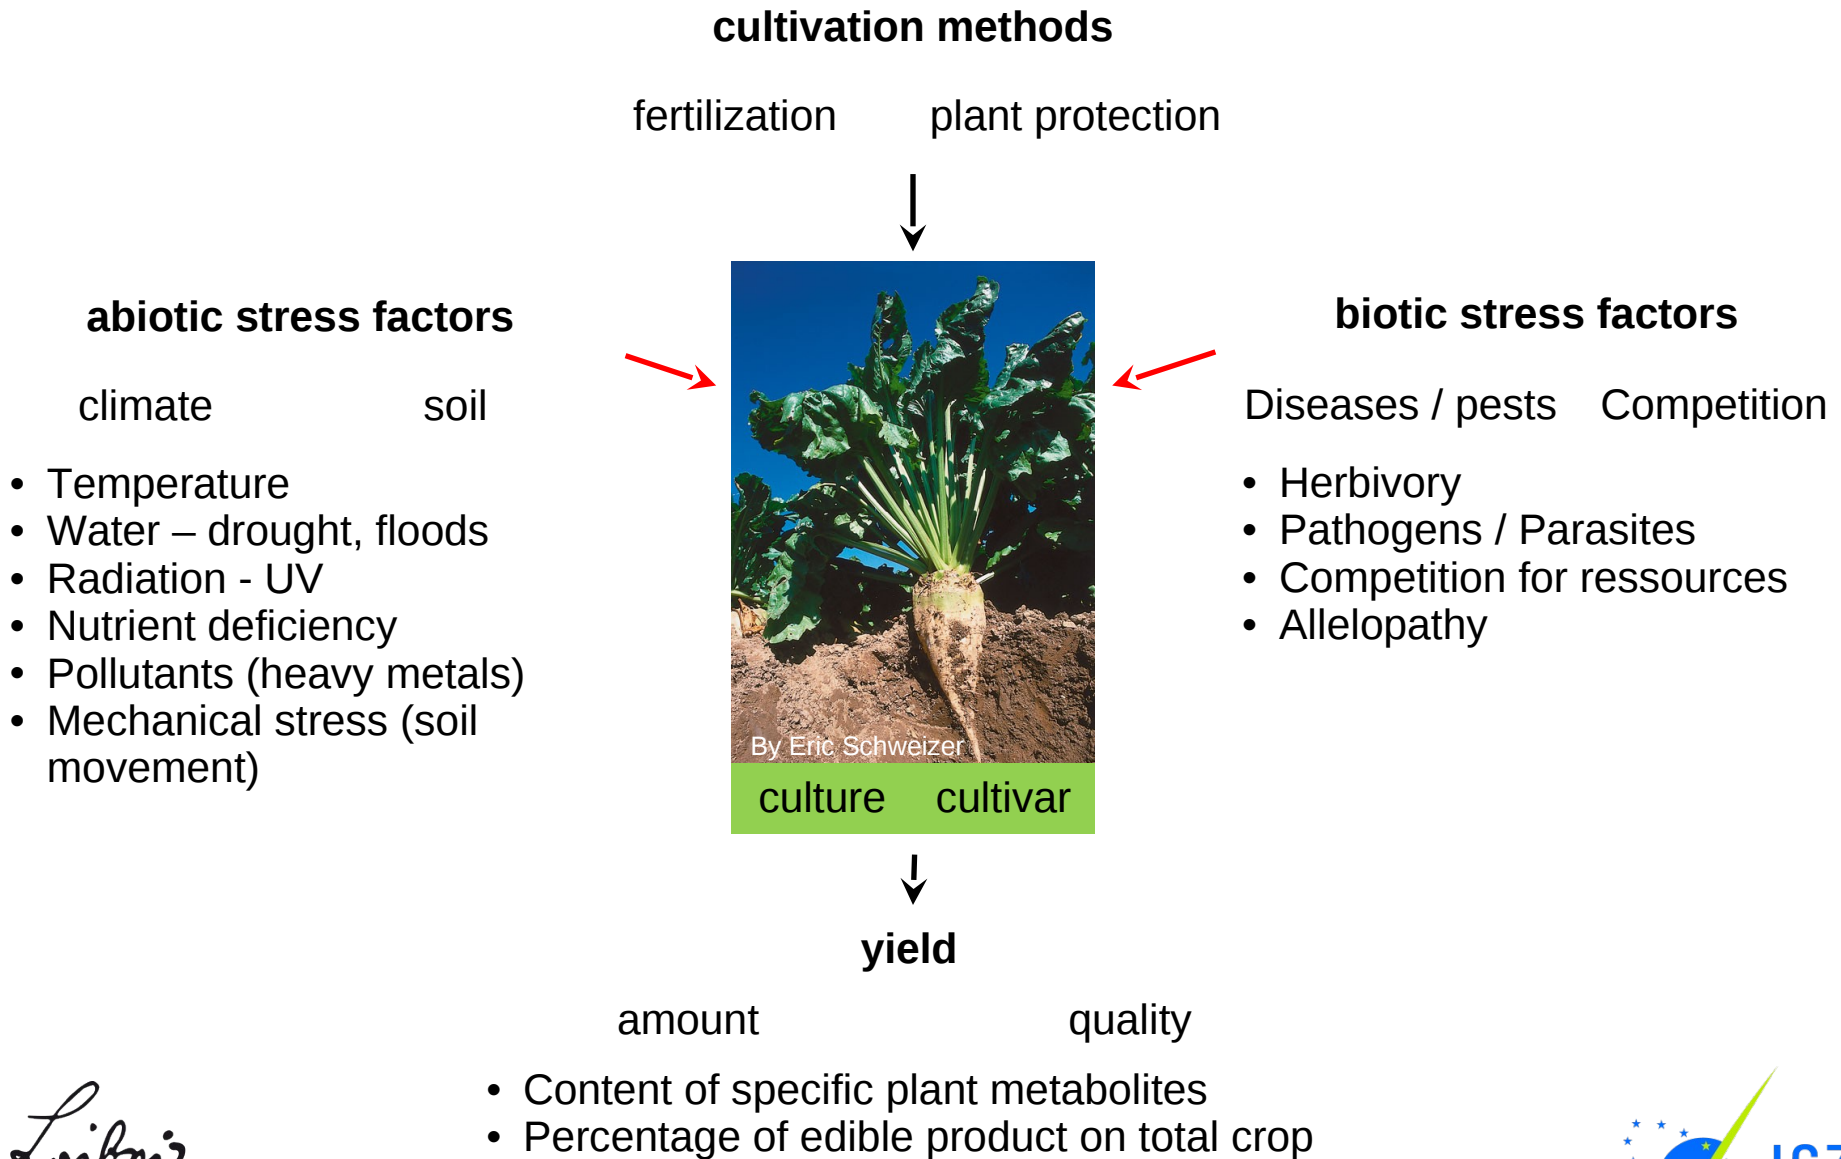 cultivation methods
fertilization plant protection
abiotic stress factors
climate soil
• Temperature
• Water – drought, floods
• Radiation - UV
• Nutrient deficiency
• Pollutants (heavy metals)
• Mechanical stress (soil
movement)
biotic stress factors
Diseases / pests Competition
• Herbivory
• Pathogens / Parasites
• Competition for ressources
• Allelopathy
By Eric Schweizer
culture cultivar
yield
amount quality
• Content of specific plant metabolites
• Percentage of edible product on total crop